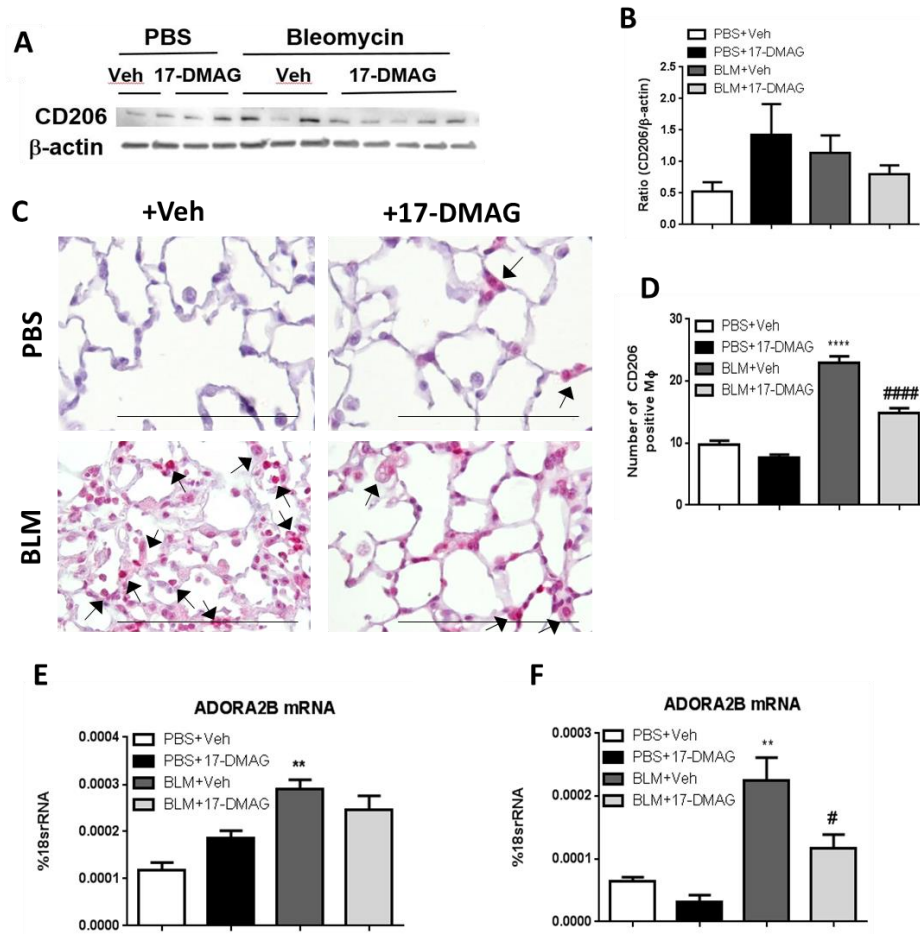 A
PBS
Bleomycin
Veh 17-DMAG
Veh
17-DMAG
CD206
β-actin
B
PBS+Veh
PBS+17-DMAG
BLM+Veh
BLM+17-DMAG
Ratio (CD206/β-actin)
2.5
2.0
1.5
1.0
0.5
0.0
C
+Veh
+17-DMAG
PBS
BLM
D
PBS+Veh
PBS+17-DMAG
BLM+Veh
BLM+17-DMAG
Number of CD206
positive Mϕ
30
20
10
0
****
####
E
ADORA2B mRNA
PBS+Veh
PBS+17-DMAG
BLM+Veh
BLM+17-DMAG
%18srRNA
0.0004
0.0003
0.0002
0.0001
0.0000
**
F
ADORA2B mRNA
PBS+Veh
PBS+17-DMAG
BLM+Veh
BLM+17-DMAG
%18srRNA
0.0003
0.0002
0.0001
0.0000
**
#